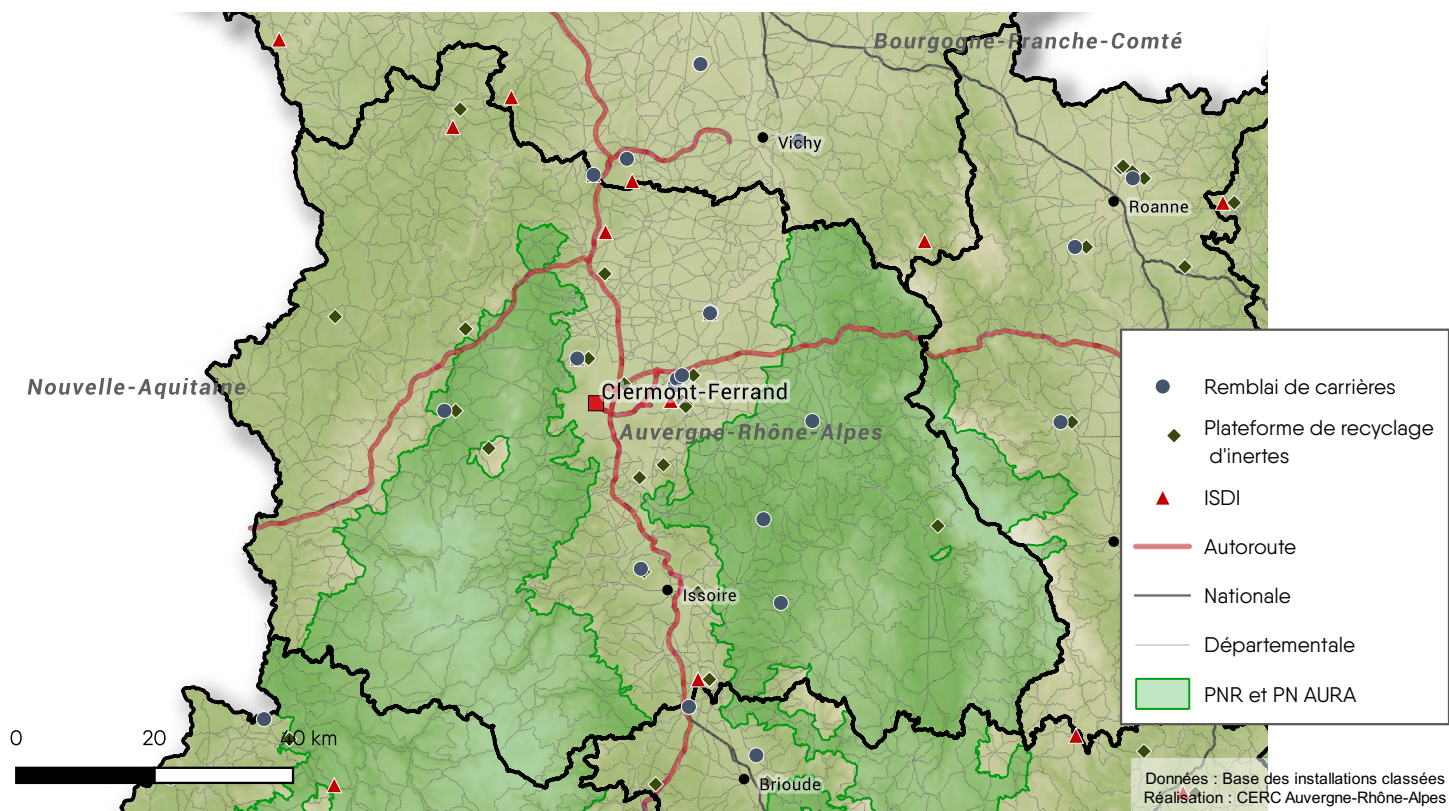 Bourgogne-Franche-Comté
Vichy
Roanne
Nouvelle-Aquitaine
Clermont-Ferrand
Auvergne-Rhône-Alpes
Issoire
Brioude
0 20 40 km
Remblai de carrières
Plateforme de recyclage
d'inertes
ISDI
Autoroute
Nationale
Départementale
PNR et PN AURA
Données : Base des installations classées
Réalisation : CERC Auvergne-Rhône-Alpes